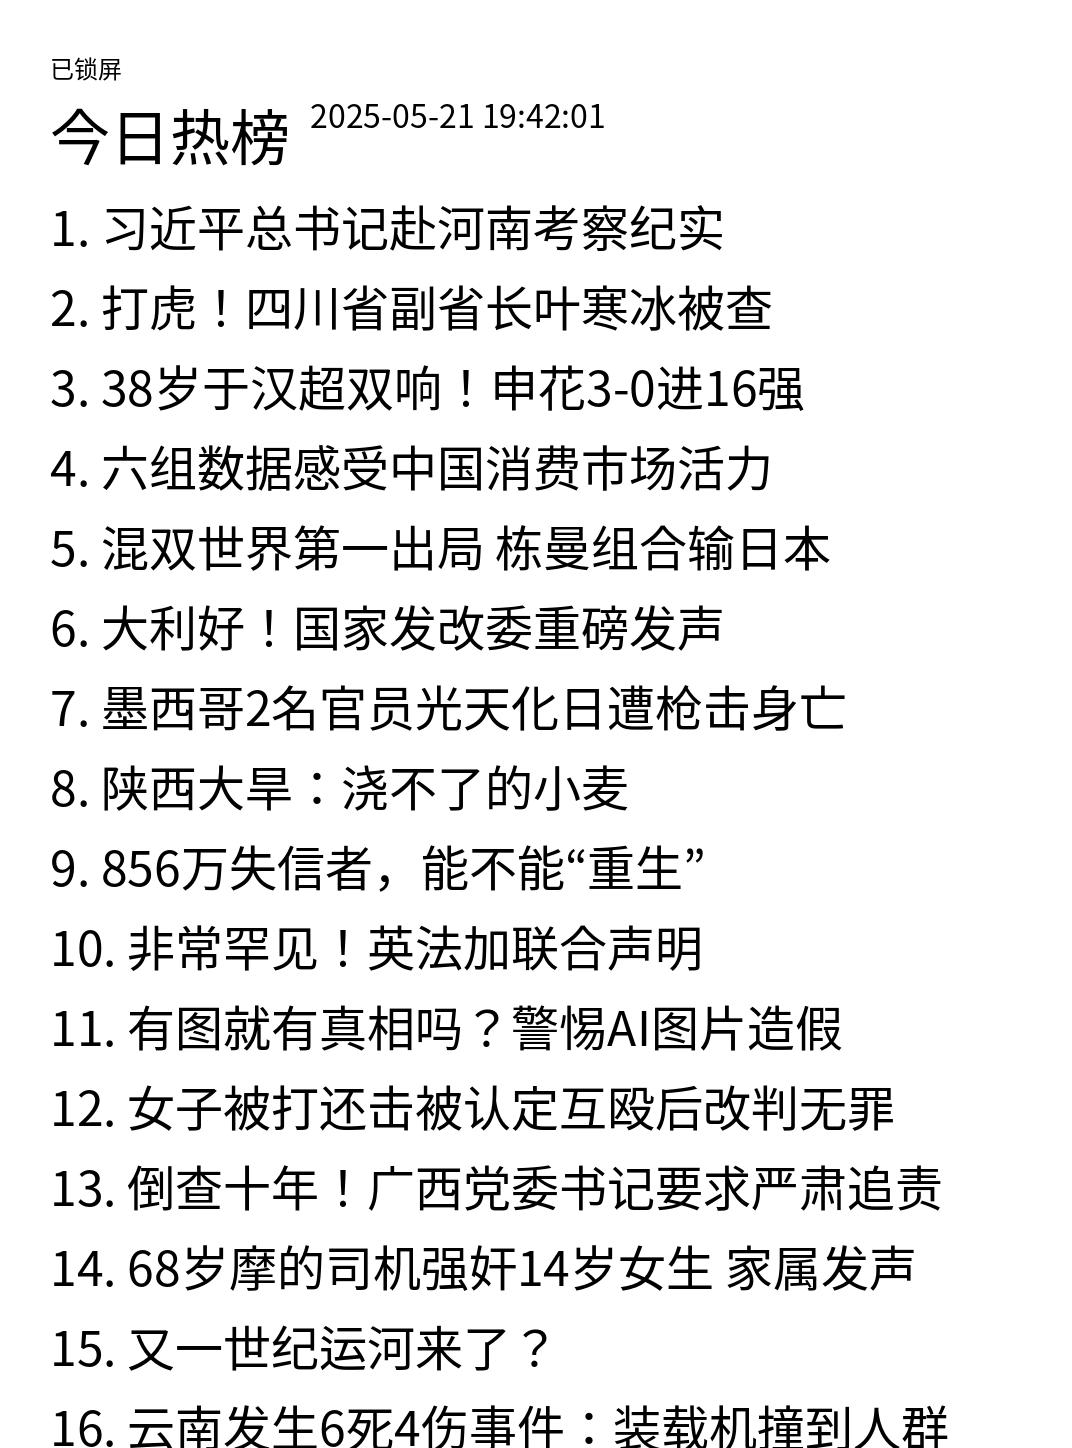 已锁屏
今日热榜 2025-05-21 19:42:01
1. 习近平总书记赴河南考察纪实
2. 打虎！四川省副省长叶寒冰被查
3. 38岁于汉超双响！申花3-0进16强
4. 六组数据感受中国消费市场活力
5. 混双世界第一出局 栋曼组合输日本
6. 大利好！国家发改委重磅发声
7. 墨西哥2名官员光天化日遭枪击身亡
8. 陕西大旱：浇不了的小麦
9. 856万失信者，能不能“重生”
10. 非常罕见！英法加联合声明
11. 有图就有真相吗？警惕AI图片造假
12. 女子被打还击被认定互殴后改判无罪
13. 倒查十年！广西党委书记要求严肃追责
14. 68岁摩的司机强奸14岁女生 家属发声
15. 又一世纪运河来了？
16. 云南发生6死4伤事件：装载机撞到人群